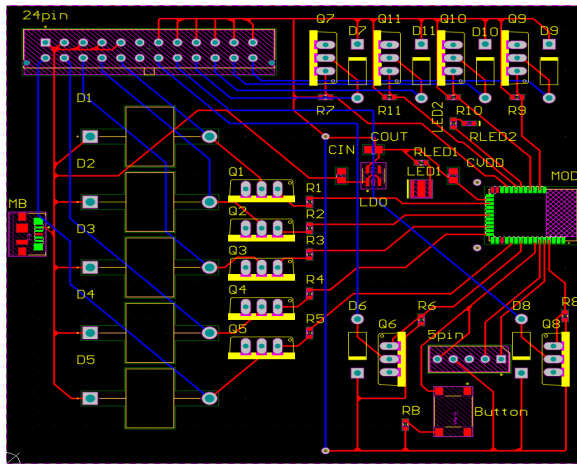 24pin Q7 D7 Q11 D11 Q10 D10 Q9 D9
D1 R7 R11 LED2 R10 R9
COUT RLED2
D2 CIN RLED1 CVDD
Q1 LED1 MOD
MB R1 LDO
D3 Q2 R2
Q3 R3
D4 Q4 R4
Q5 R5 D6 R6 D8 R8
D5 Q6 5pin Q8
RB Button